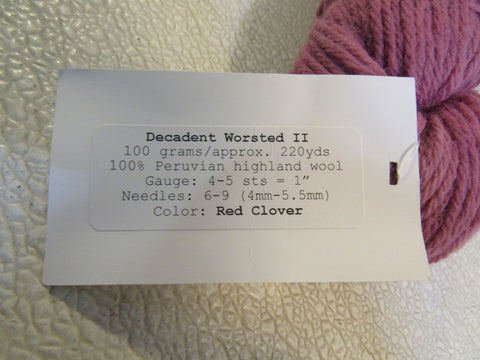 Decadent Worsted II
100 grams/approx. 220yds
100% Peruvian highland wool
Gauge: 4-5 sts = 1”
Needles: 6-9 (4mm-5.5mm)
Color: Red Clover